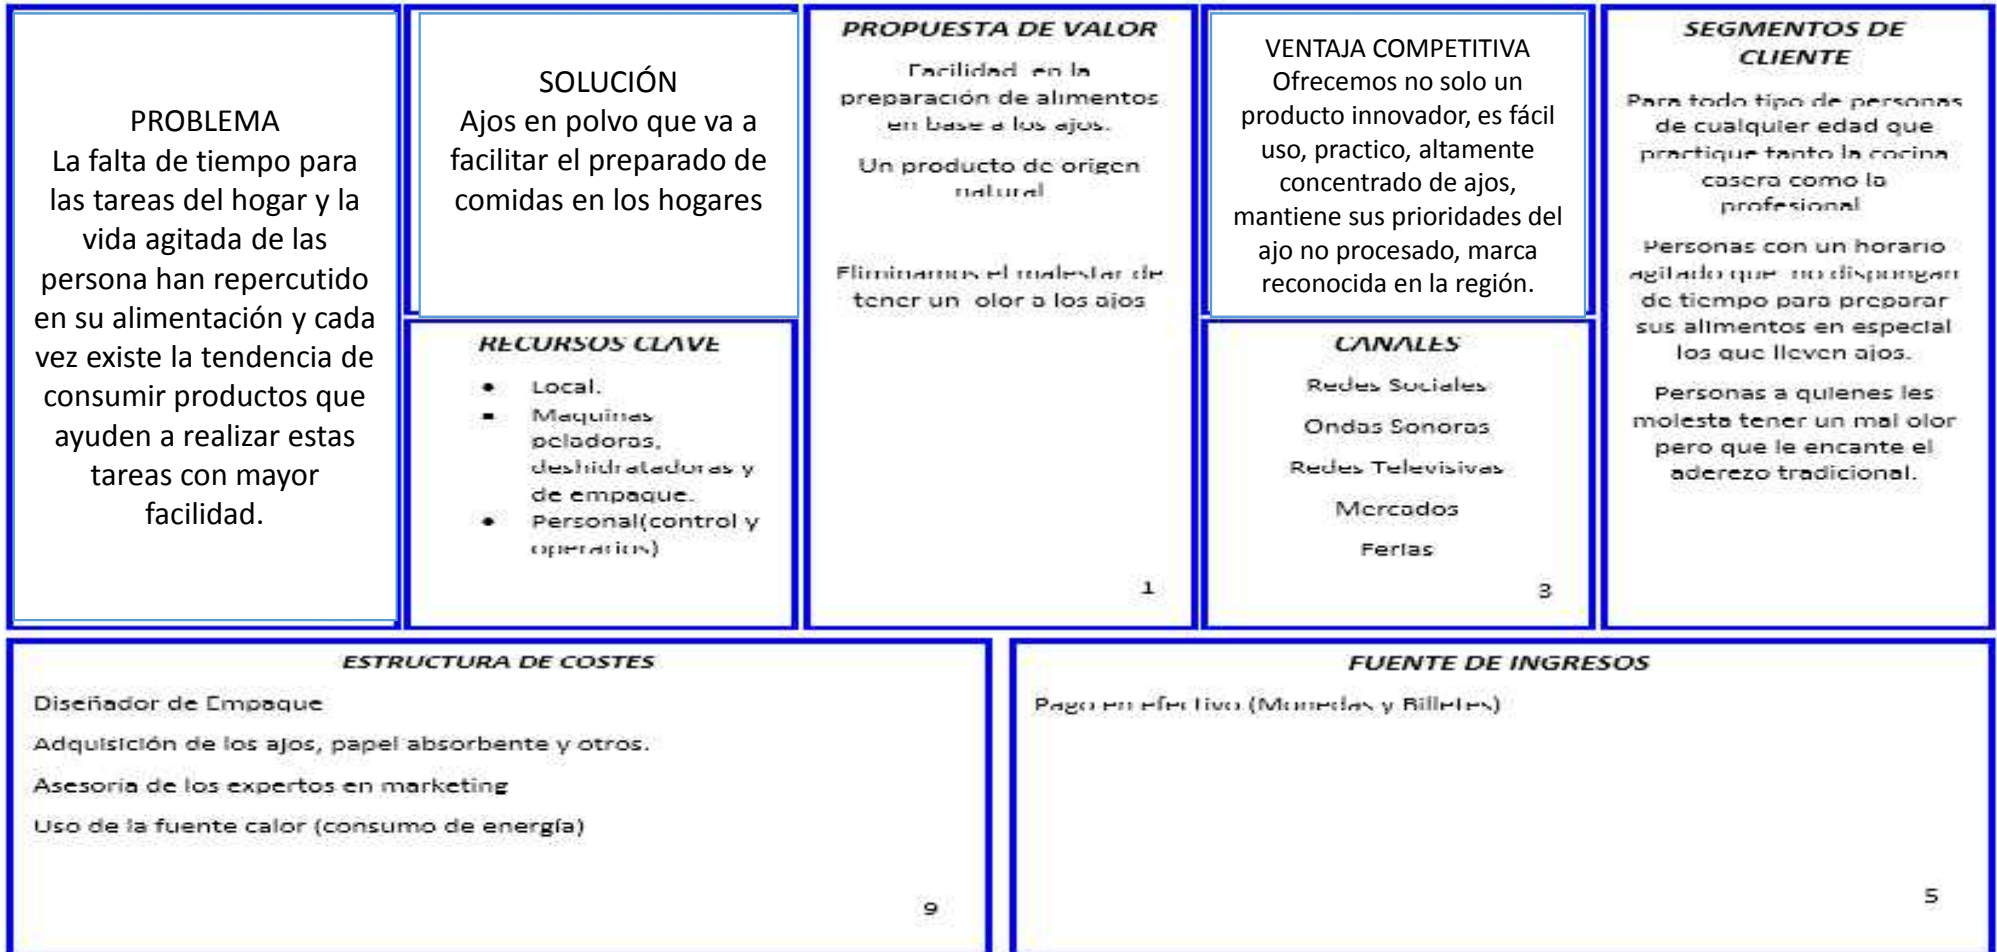 PROBLEMA
La falta de tiempo para
las tareas del hogar y la
vida agitada de las
persona han repercutido
en su alimentación y cada
vez existe la tendencia de
consumir productos que
ayuden a realizar estas
tareas con mayor
facilidad.
SOLUCIÓN
Ajos en polvo que va a
facilitar el preparado de
comidas en los hogares
RECURSOS CLAVE
• Local.
• Maquinas
peladoras,
deshidratadoras y
de empaque.
• Personal(control y
operarios)
PROPUESTA DE VALOR
Facilidad en la
preparación de alimentos
en base a los ajos.
Un producto de origen
natural
Eliminamos el malestar de
tener un olor a los ajos
1
VENTAJA COMPETITIVA
Ofrecemos no solo un
producto innovador, es fácil
uso, practico, altamente
concentrado de ajos,
mantiene sus prioridades del
ajo no procesado, marca
reconocida en la región.
CANALES
Redes Sociales
Ondas Sonoras
Redes Televisivas
Mercados
Ferias
3
SEGMENTOS DE
CLIENTE
Para todo tipo de personas
de cualquier edad que
practique tanto la cocina
casera como la
profesional
Personas con un horario
agitado que no dispongan
de tiempo para preparar
sus alimentos en especial
los que lleven ajos.
Personas a quienes les
molesta tener un mal olor
pero que le encante el
aderezo tradicional.
ESTRUCTURA DE COSTES
Diseñador de Empaque
Adquisición de los ajos, papel absorbente y otros.
Asesoria de los expertos en marketing
Uso de la fuente calor (consumo de energía)
9
FUENTE DE INGRESOS
Pago en efectivo (Monedas y Billetes)
5